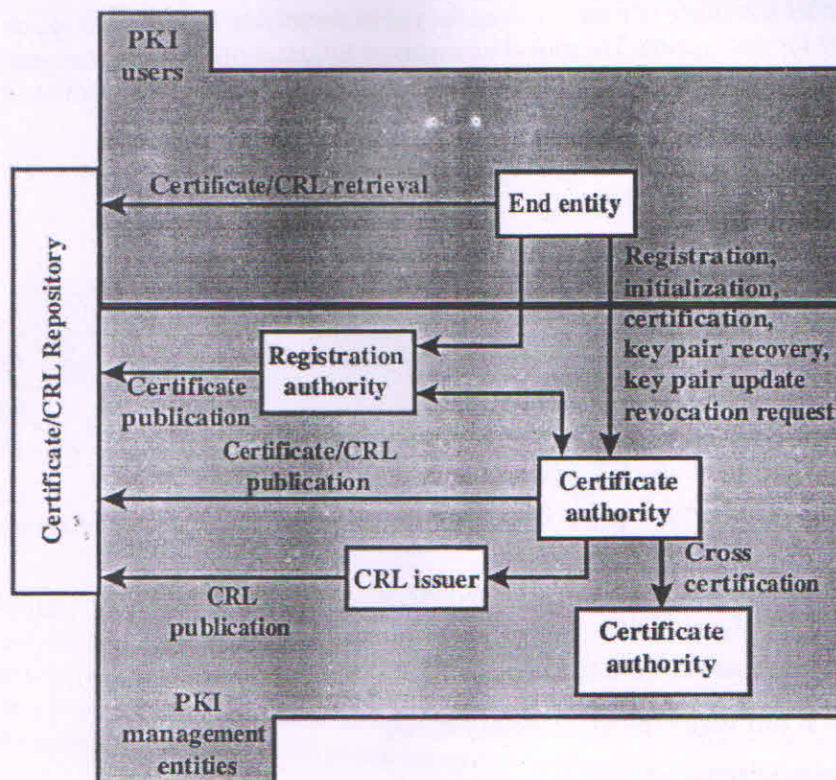 PKI
users
Certificate/CRL retrieval
End entity
Certificate/CRL Repository
Registration,
initialization,
certification,
key pair recovery,
key pair update
revocation request
Registration
authority
Certificate
publication
Certificate/CRL
publication
Certificate
authority
CRL issuer
CRL
publication
Cross
certification
Certificate
authority
PKI
management
entities